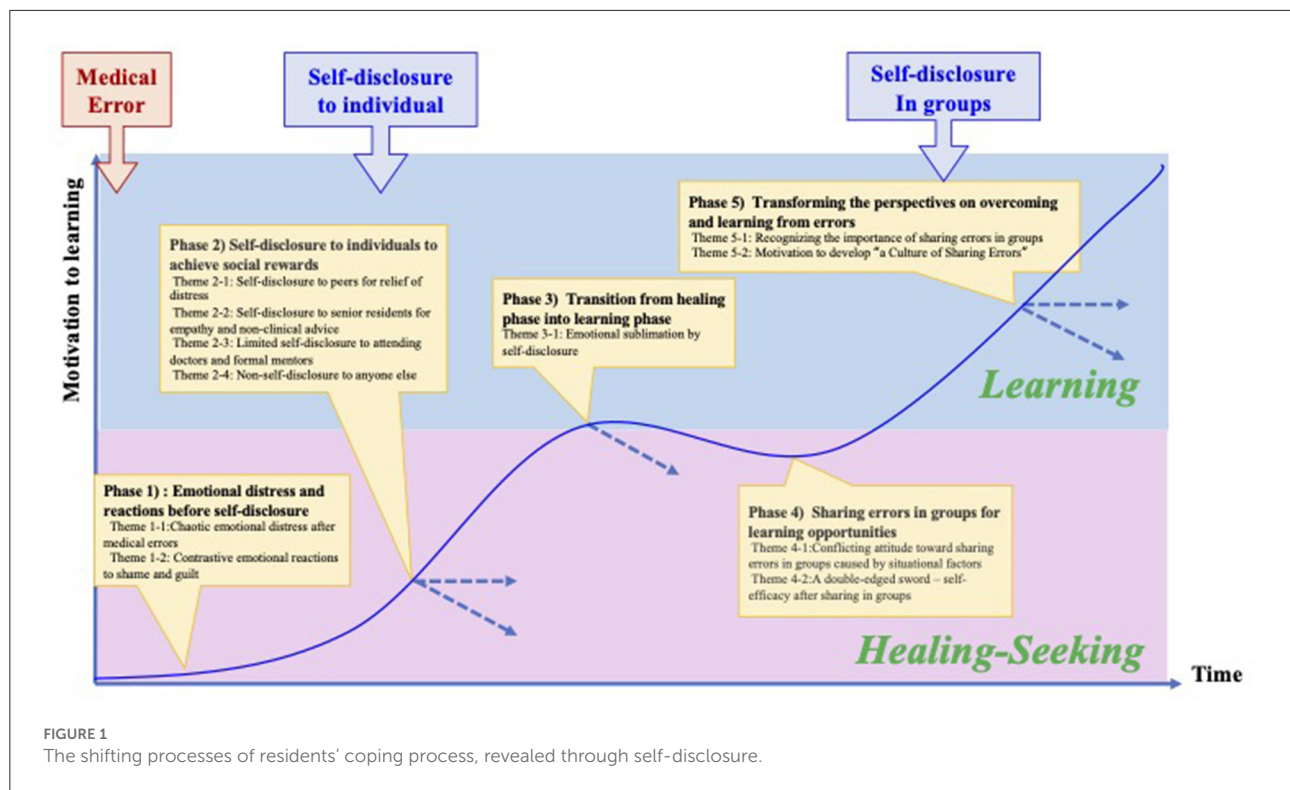 Medical
Error
Self-disclosure
to individual
Self-disclosure
In groups
Motivation to learning
Phase 5) Transforming the perspectives on overcoming
and learning from errors
Theme 5-1: Recognizing the importance of sharing errors in groups
Theme 5-2: Motivation to develop "a Culture of Sharing Errors"
Phase 2) Self-disclosure to individuals to
achieve social rewards
Theme 2-1: Self-disclosure to peers for relief of
distress
Theme 2-2: Self-disclosure to senior residents for
empathy and non-clinical advice
Theme 2-3: Limited self-disclosure to attending
doctors and formal mentors
Theme 2-4: Non-self-disclosure to anyone else
Phase 3) Transition from healing
phase into learning phase
Theme 3-1: Emotional sublimation by
self-disclosure
Learning
Phase 1) : Emotional distress and
reactions before self-disclosure
Theme 1-1:Chaotic emotional distress after
medical errors
Theme 1-2: Contrastive emotional reactions
to shame and guilt
Phase 4) Sharing errors in groups for
learning opportunities
Theme 4-1:Conflicting attitude toward sharing
errors in groups caused by situational factors
Theme 4-2:A double-edged sword – self-
efficacy after sharing in groups
Healing-Seeking
Time
FIGURE 1
The shifting processes of residents' coping process, revealed through self-disclosure.